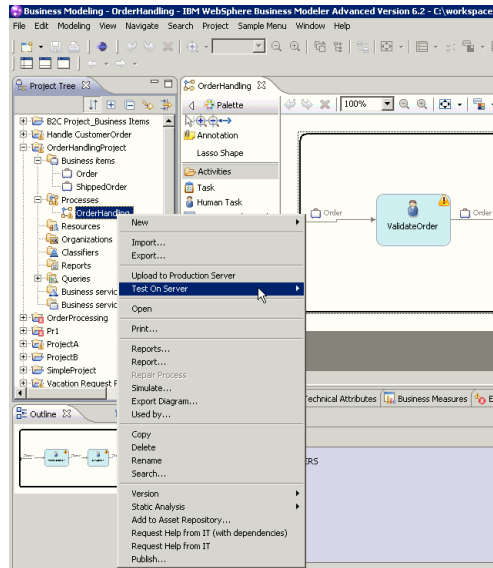 Business Modeling - OrderHandling - IBM WebSphere Business Modeler Advanced Version 6.2 - C:\workspace
File Edit Modeling View Navigate Search Project Sample Menu Window Help
Project Tree
OrderHandling
Palette
100%
B2C Project_Business Items
Handle CustomerOrder
OrderHandlingProject
Business items
Order
ShippedOrder
Processes
OrderHandling
Resources
Organizations
Classifiers
Reports
Queries
Business servic
Business servic
OrderProcessing
Pr1
ProjectA
ProjectB
SimpleProject
Vacation Request P
Annotation
Lasso Shape
Activities
Task
Human Task
Order
ValidateOrder
Order
New
Import...
Export...
Upload to Production Server
Test On Server
Open
Print...
Reports...
Report...
Repair Process
Simulate...
Export Diagram...
Used by...
Copy
Delete
Rename
Search...
Version
Static Analysis
Add to Asset Repository...
Request Help from IT (with dependencies)
Request Help from IT
Publish...
Technical Attributes
Business Measures
E
Outline
ERS